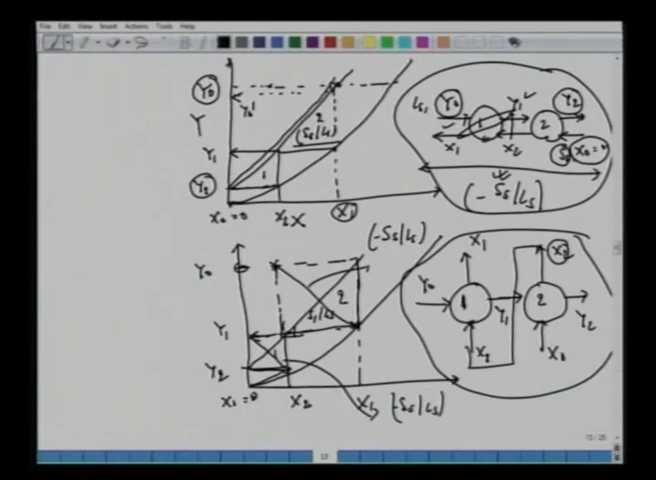 File Edit View Insert Actions Tools Help
Y₀
Y₀'
Y
2
(Ss/Ls)
Y₁
1
Y₂
X₀=0
X₂
X
X₁
Ls,
Y₀
1
Y₁
2
Y₂
X₁
X₂
X₀=0
(- Ss/Ls)
(-Ss/Ls)
Y₀
2
Y₁
Y₂
X₀=0
X₂
X₁
(-Ss/Ls)
X₁
X₂
Y₀
1
Y₁
2
Y₂
X₂
X₀